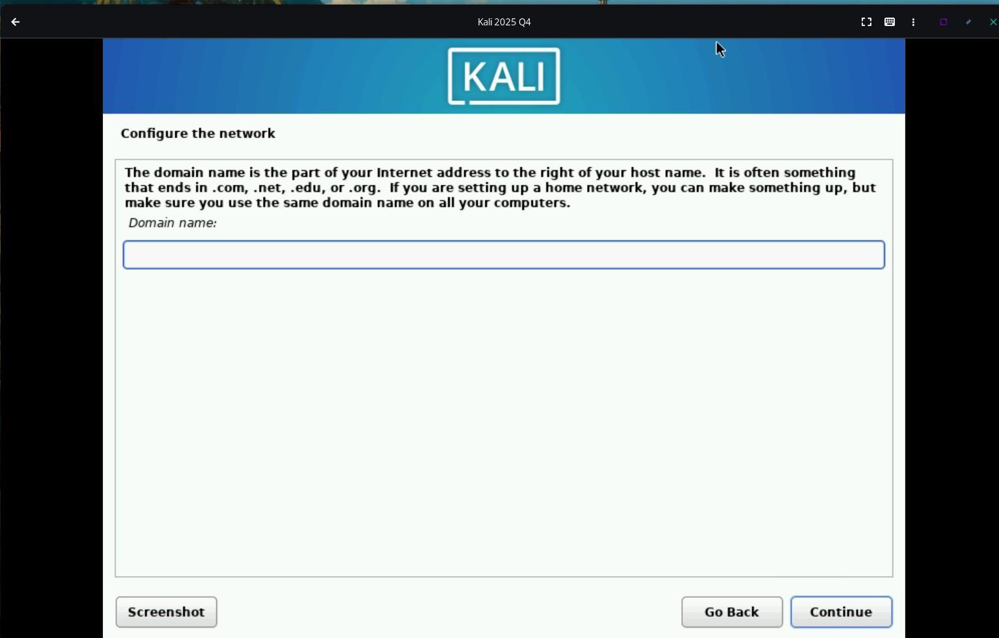 Kali 2025 Q4
KALI
Configure the network
The domain name is the part of your Internet address to the right of your host name.  It is often something
that ends in .com, .net, .edu, or .org.  If you are setting up a home network, you can make something up, but
make sure you use the same domain name on all your computers.
Domain name:
Screenshot
Go Back
Continue